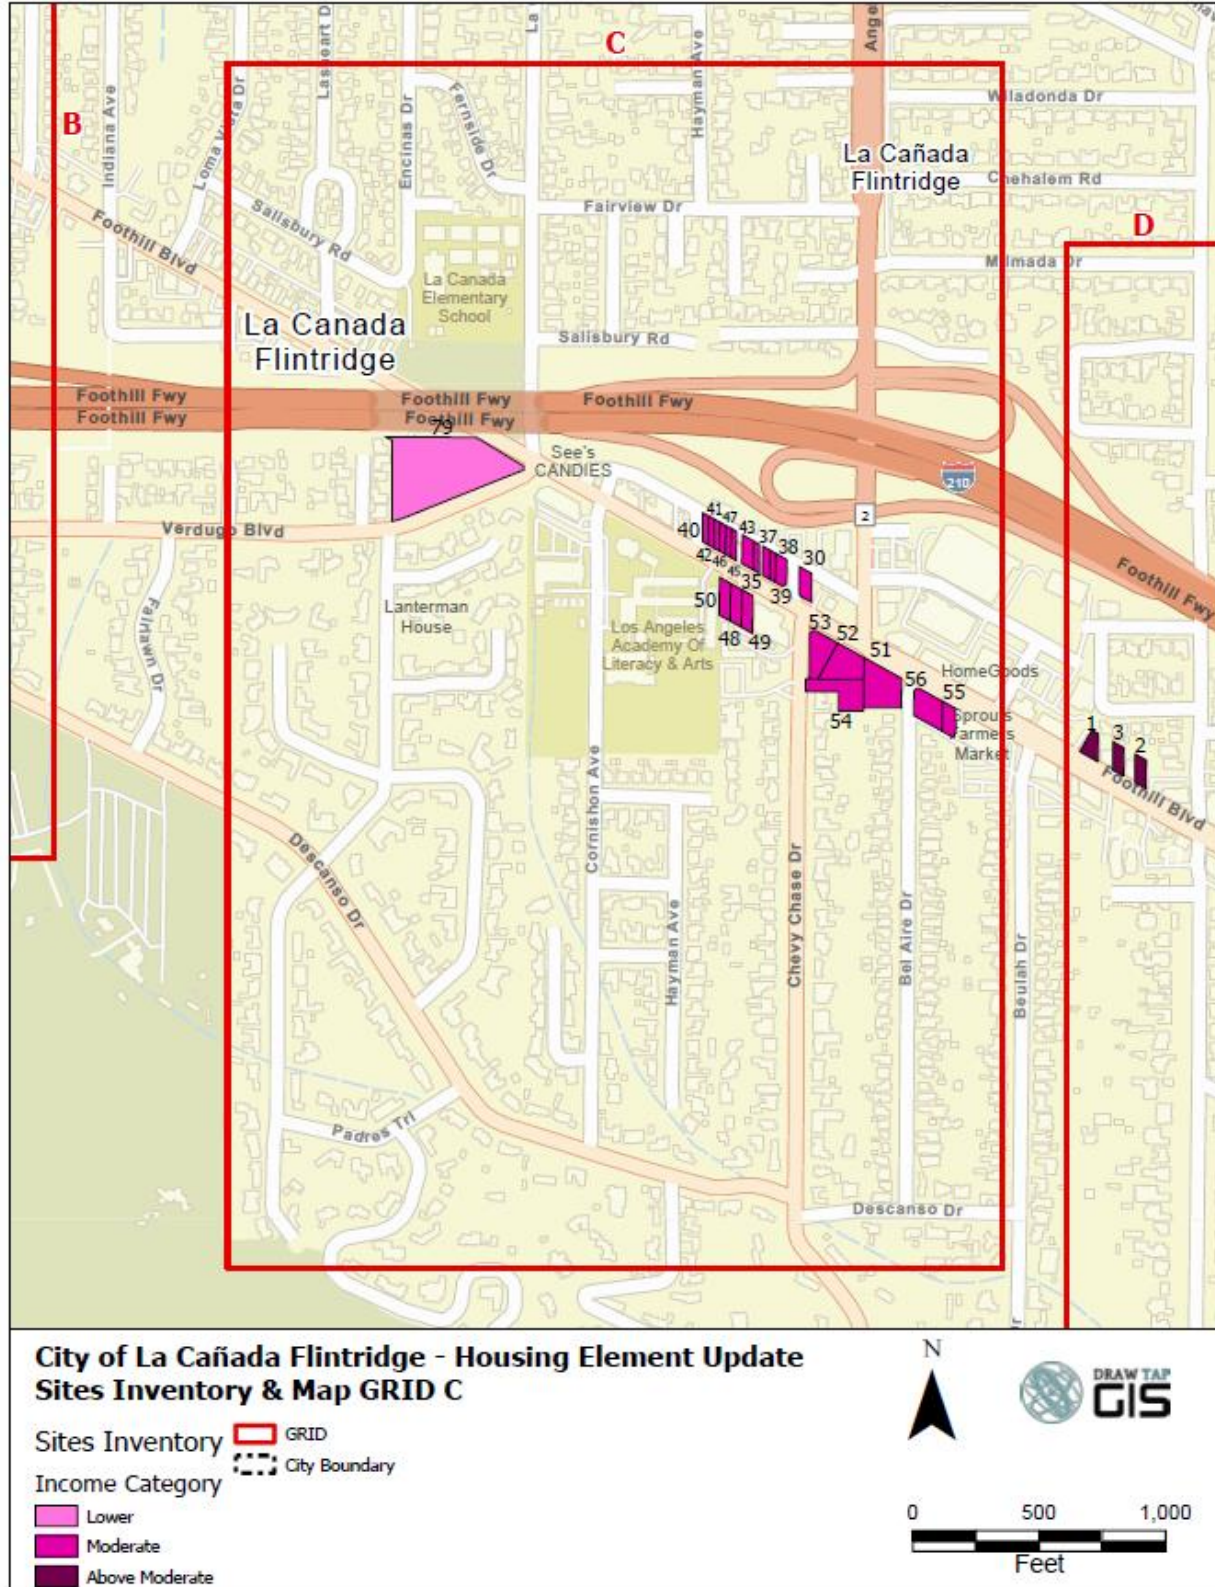 C
B
D
La
Ange
Lasheart D
Hayman Ave
Indiana Ave
Loma Vista Dr
Encinas Dr
Fernside Dr
Wiladonda Dr
La Cañada
Flintridge
Chehalem Rd
Fairview Dr
Foothill Blvd
Salisbury Rd
Milmada Dr
La Canada
Elementary
School
La Canada
Flintridge
Salisbury Rd
Foothill Fwy
Foothill Fwy
Foothill Fwy
Foothill Fwy
Foothill Fwy
79
See's
CANDIES
210
2
Verdugo Blvd
Foothill Fwy
41
47
40
43
37
38
30
42
46
45
35
39
50
48
49
Lanterman
House
Fairlawn Dr
Los Angeles
Academy Of
Literacy & Arts
53
52
51
56
55
54
HomeGoods
Sprouts
Farmers
Market
1
3
2
Foothill Blvd
Descanso Dr
Cornishon Ave
Chevy Chase Dr
Hayman Ave
Bel Aire Dr
Beulah Dr
Padres Trl
Descanso Dr
City of La Cañada Flintridge - Housing Element Update
Sites Inventory & Map GRID C
Sites Inventory
GRID
City Boundary
Income Category
Lower
Moderate
Above Moderate
N
DRAW TAP
GIS
0 500 1,000
Feet